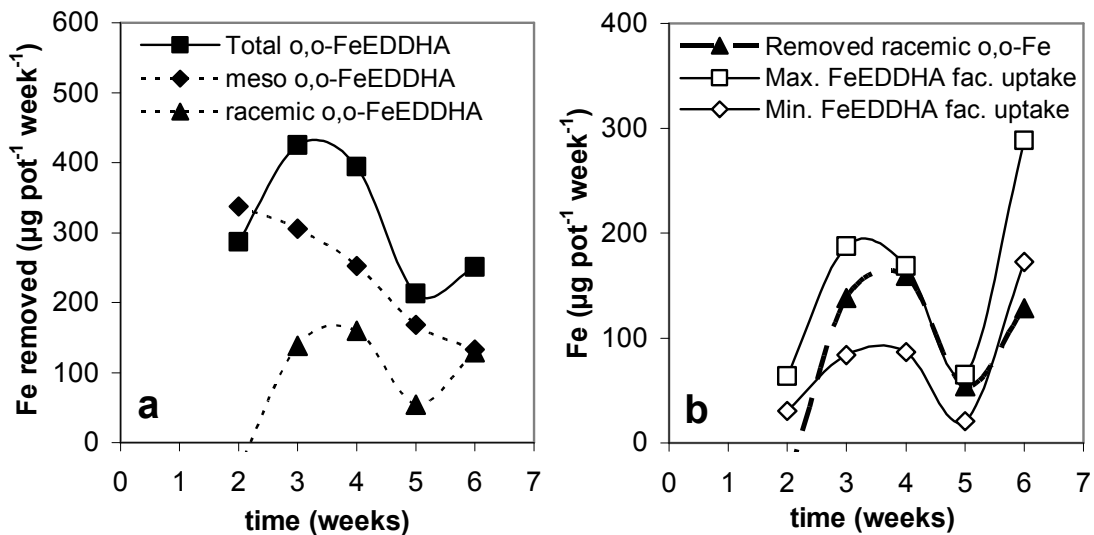 600
500
400
300
200
100
0
Fe removed (µg pot⁻¹ week⁻¹)
Total o,o-FeEDDHA
meso o,o-FeEDDHA
racemic o,o-FeEDDHA
a
0 1 2 3 4 5 6 7
time (weeks)
400
300
200
100
0
Fe (µg pot⁻¹ week⁻¹)
Removed racemic o,o-Fe
Max. FeEDDHA fac. uptake
Min. FeEDDHA fac. uptake
b
0 1 2 3 4 5 6 7
time (weeks)